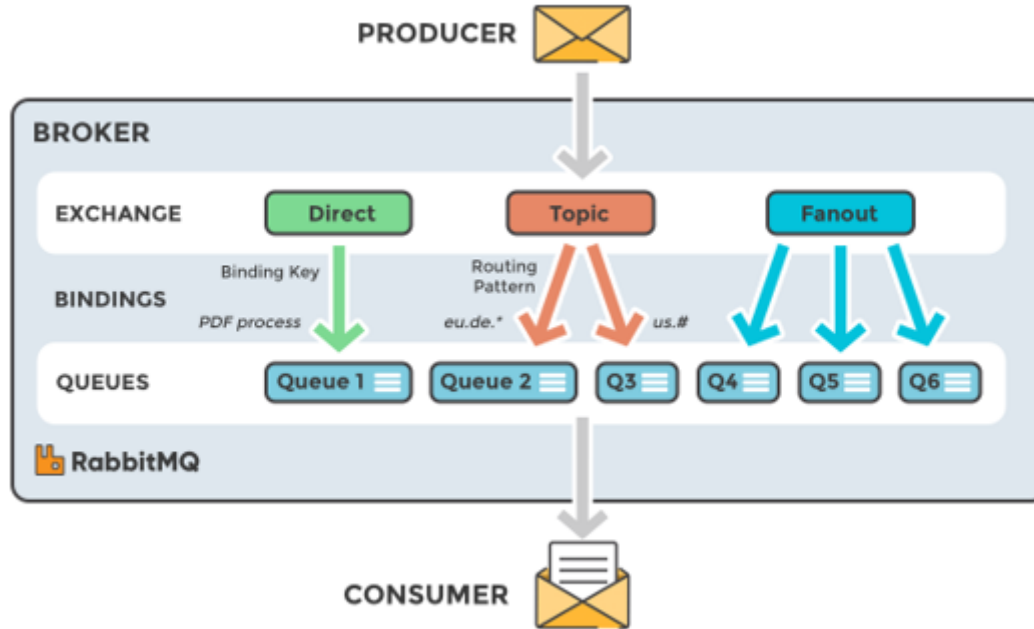 PRODUCER
BROKER
EXCHANGE
Direct
Topic
Fanout
Binding Key
Routing
Pattern
BINDINGS
PDF process
eu.de.*
us.#
QUEUES
Queue 1
Queue 2
Q3
Q4
Q5
Q6
RabbitMQ
CONSUMER